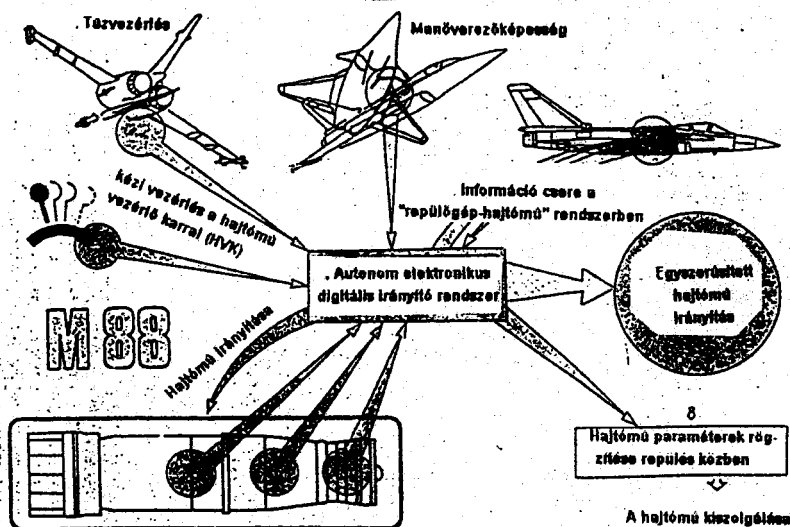 . Tűzvezérlés
Manőverezőképesség
kézi vezérlés a hajtómű
vezérlő karral (HVK)
Információ csere a
"repülőgép-hajtómű" rendszerben
. Autonom elektronikus
digitális irányító rendszer
Egyszerűsített
hajtómű
irányítás
M 88
Hajtómű irányítása
8
Hajtómű paraméterek rög-
zítése repülés közben
A hajtómű kiszolgálása